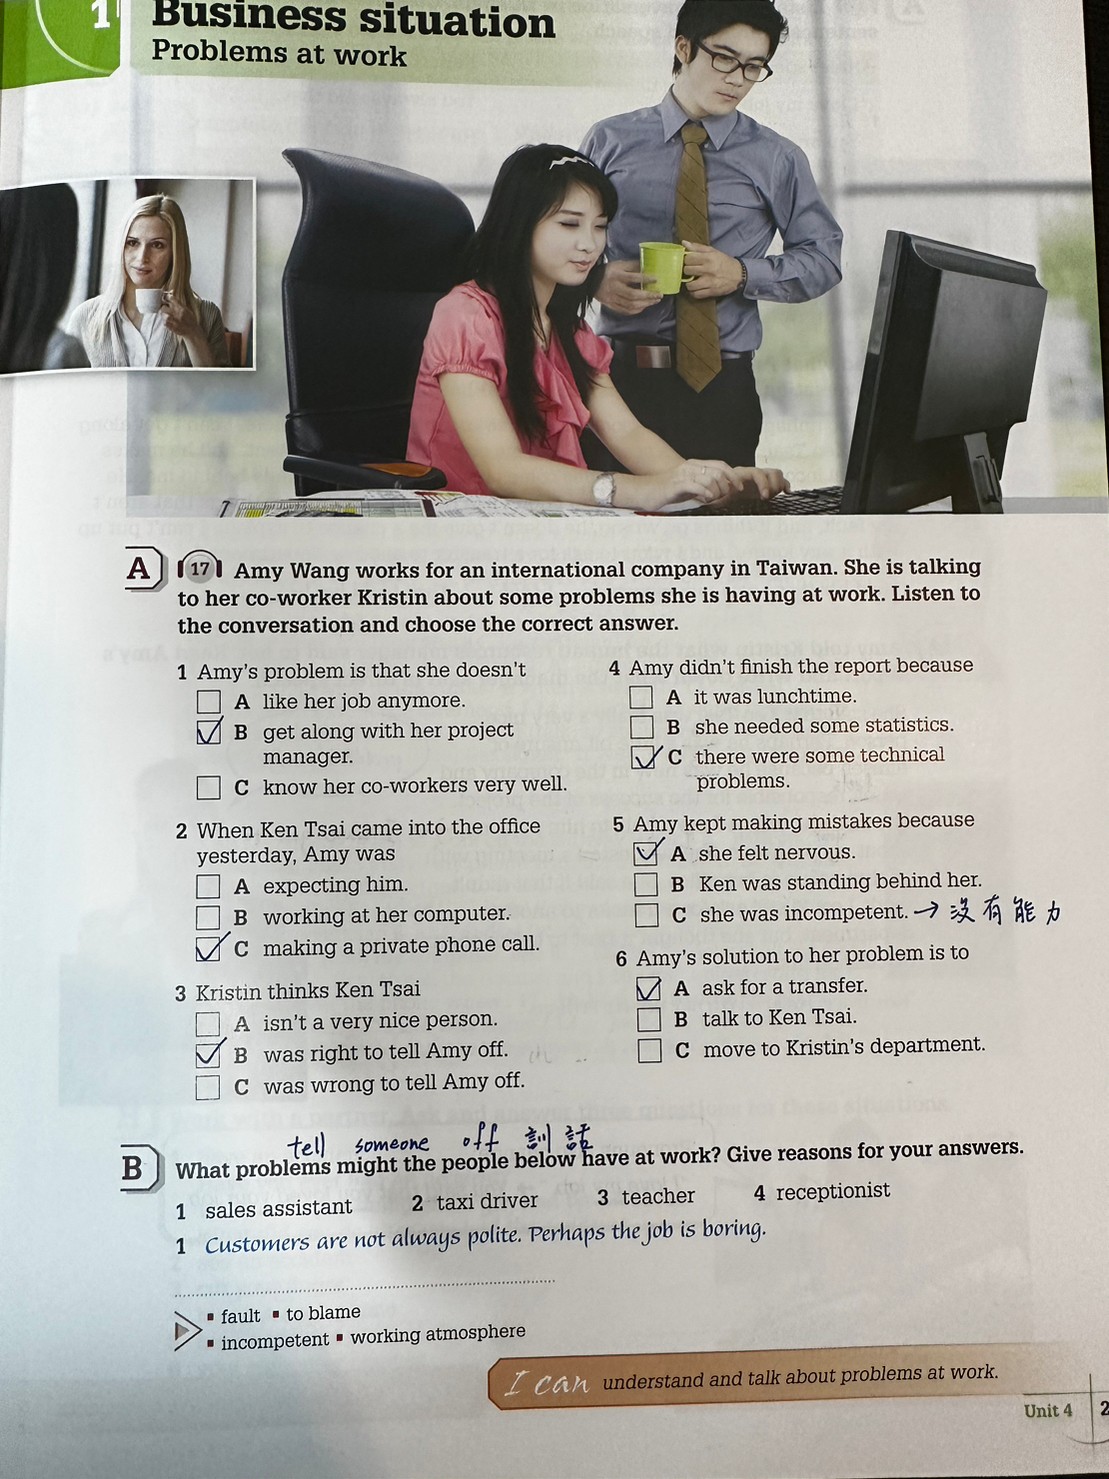 1
Business situation
Problems at work
A 17 Amy Wang works for an international company in Taiwan. She is talking
to her co-worker Kristin about some problems she is having at work. Listen to
the conversation and choose the correct answer.
1 Amy's problem is that she doesn't
A like her job anymore.
B get along with her project
manager.
C know her co-workers very well.
2 When Ken Tsai came into the office
yesterday, Amy was
A expecting him.
B working at her computer.
C making a private phone call.
3 Kristin thinks Ken Tsai
A isn't a very nice person.
B was right to tell Amy off.
C was wrong to tell Amy off.
4 Amy didn't finish the report because
A it was lunchtime.
B she needed some statistics.
C there were some technical
problems.
5 Amy kept making mistakes because
A she felt nervous.
B Ken was standing behind her.
C she was incompetent. → 沒有能力
6 Amy's solution to her problem is to
A ask for a transfer.
B talk to Ken Tsai.
C move to Kristin's department.
tell someone off 訓話
B What problems might the people below have at work? Give reasons for your answers.
1 sales assistant 2 taxi driver 3 teacher 4 receptionist
1 Customers are not always polite. Perhaps the job is boring.
▪ fault ▪ to blame
▪ incompetent ▪ working atmosphere
I can understand and talk about problems at work.
Unit 4 2